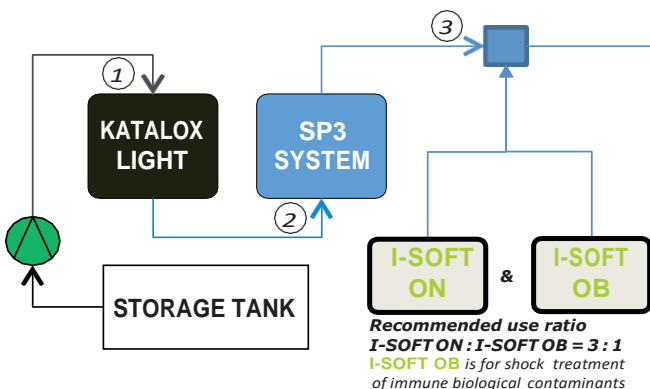 1
3
KATALOX
LIGHT
SP3
SYSTEM
2
I-SOFT
ON
&
I-SOFT
OB
STORAGE TANK
Recommended use ratio
I-SOFT ON : I-SOFT OB = 3 : 1
I-SOFT OB is for shock treatment
of immune biological contaminants